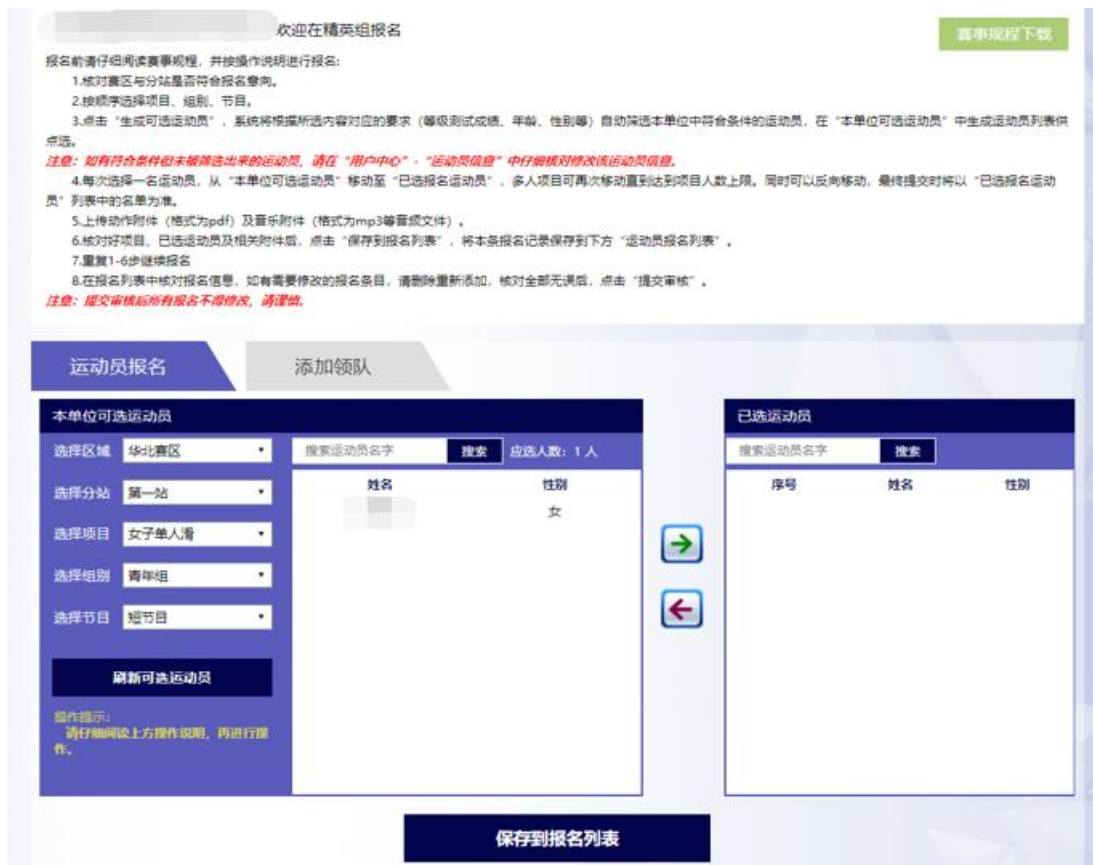 欢迎在精英组报名
赛事规程下载
报名前请仔细阅读赛事规程，并按操作说明进行报名：
1.核对赛区与分站是否符合报名意向。
2.按顺序选择项目、组别、节目。
3.点击“生成可选运动员”，系统将根据所选内容对应的要求（等级测试成绩、年龄、性别等）自动筛选本单位中符合条件的运动员，在“本单位可选运动员”中生成运动员列表供
点选。
注意：如有符合条件但未被筛选出来的运动员，请在“用户中心”-“运动员信息”中仔细核对修改该运动员信息。
4.每次选择一名运动员，从“本单位可选运动员”移动至“已选报名运动员”，多人项目可再次移动直到达到项目人数上限。同时可以反向移动，最终提交时将以“已选报名运动
员”列表中的名单为准。
5.上传动作附件（格式为pdf）及音乐附件（格式为mp3等音频文件）。
6.核对好项目、已选运动员及相关附件后，点击“保存到报名列表”，将本条报名记录保存到下方“运动员报名列表”。
7.重复1-6步继续报名
8.在报名列表中核对报名信息，如有需要修改的报名条目，请删除重新添加，核对全部无误后，点击“提交审核”。
注意：提交审核后所有报名不得修改，请谨慎。
运动员报名
添加领队
本单位可选运动员
选择区域 华北赛区
选择分站 第一站
选择项目 女子单人滑
选择组别 青年组
选择节目 短节目
刷新可选运动员
操作提示：
请仔细阅读上方操作说明，再进行操
作。
搜索运动员名字 搜索 应选人数：1 人
姓名 性别
女
已选运动员
搜索运动员名字 搜索
序号 姓名 性别
保存到报名列表